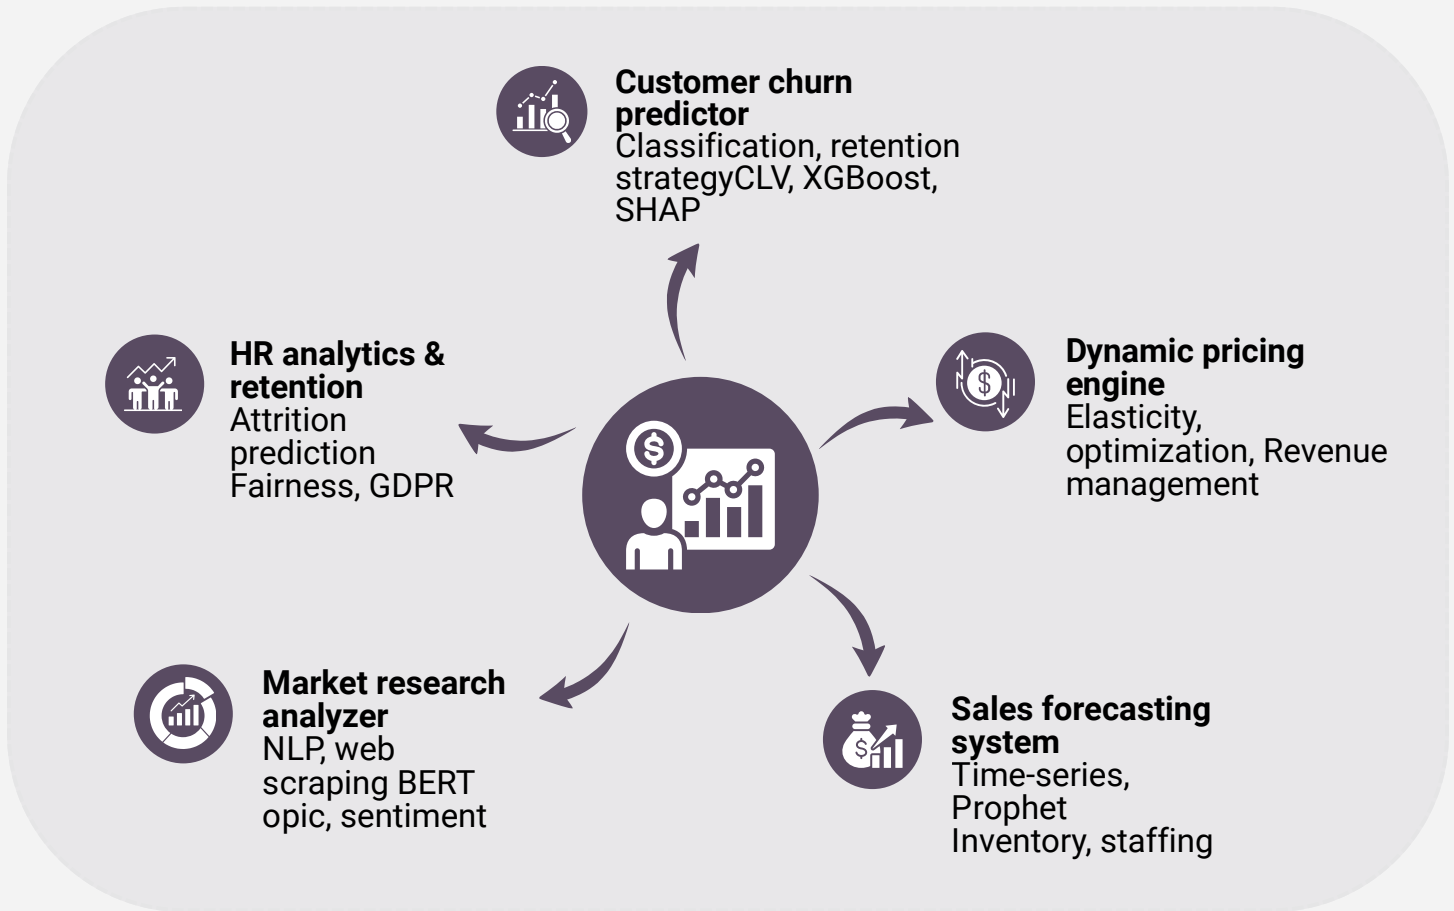 Customer churn
predictor
Classification, retention
strategyCLV, XGBoost,
SHAP
HR analytics &
retention
Attrition
prediction
Fairness, GDPR
Dynamic pricing
engine
Elasticity,
optimization, Revenue
management
$
$
Market research
analyzer
NLP, web
scraping BERT
opic, sentiment
Sales forecasting
system
Time-series,
Prophet
Inventory, staffing
$